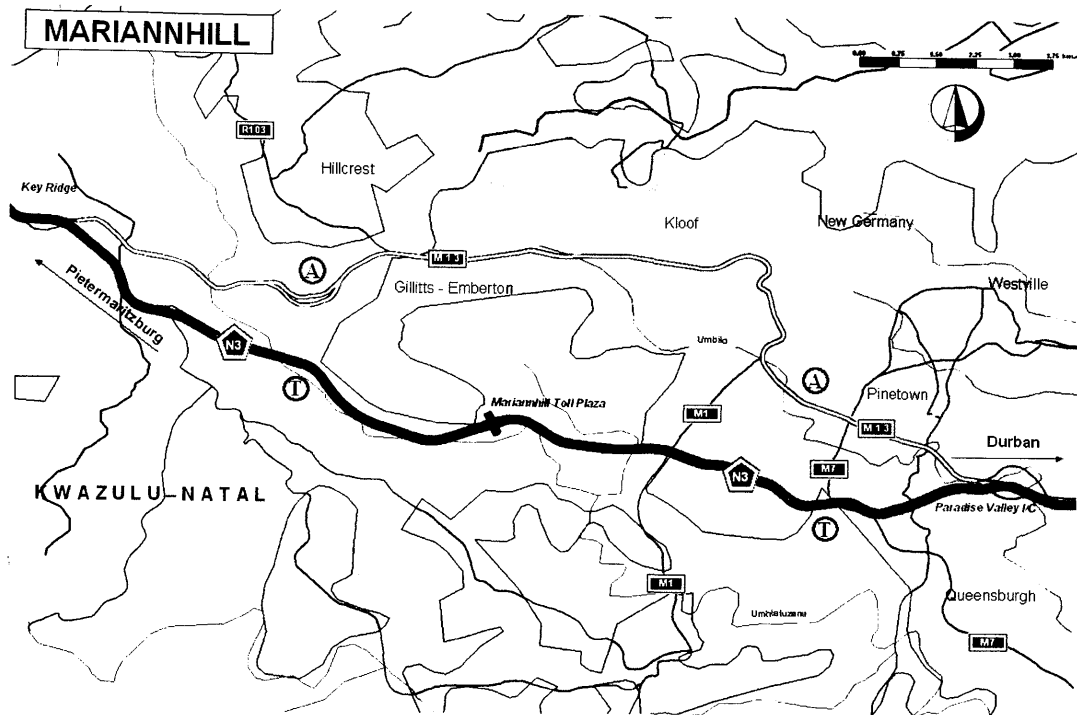 MARIANNHILL
R103
Hillcrest
Key Ridge
Kloof
New Germany
A
M13
Pietermaritzburg
Gillitts - Emberton
Westville
N3
Umbilo
T
A
Mariannhill Toll Plaza
M1
Pinetown
M13
Durban
M7
N3
KWAZULU-NATAL
T
Paradise Valley I/C
M1
Umhlatuzana
Queensburgh
M7